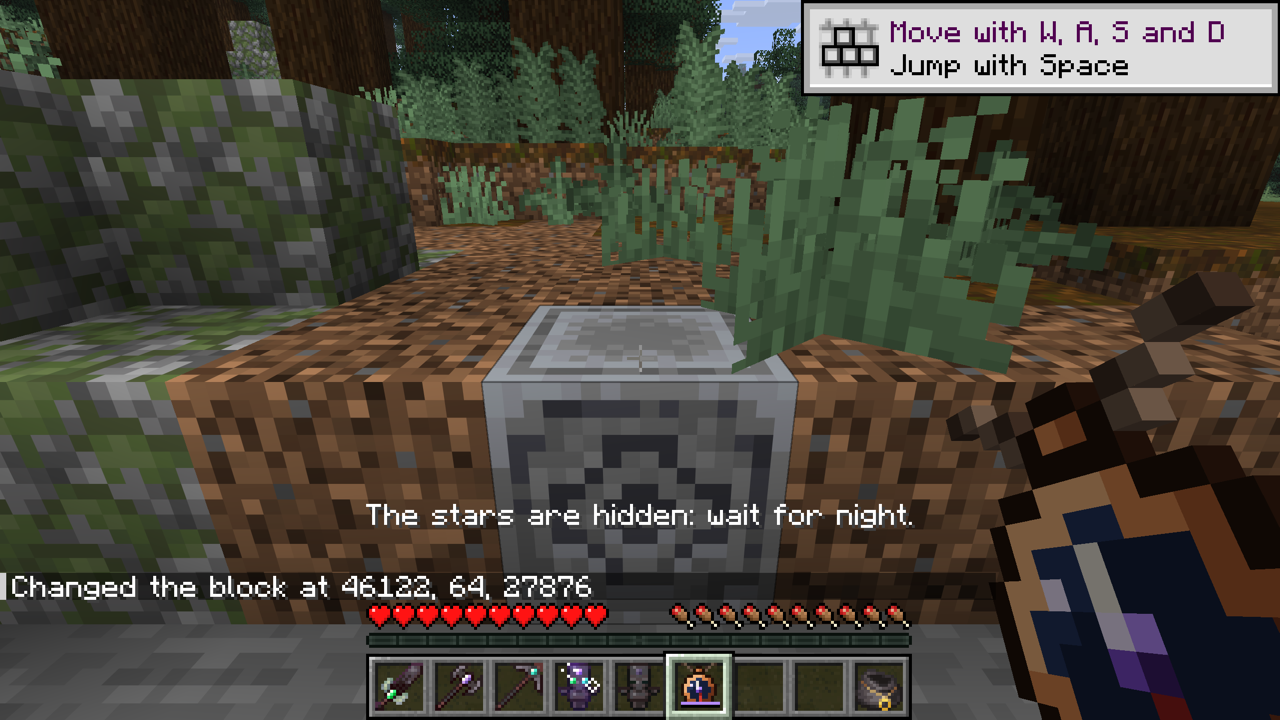 Move with W, A, S and D
Jump with Space
The stars are hidden: wait for night.
Changed the block at 46122, 64, 27876